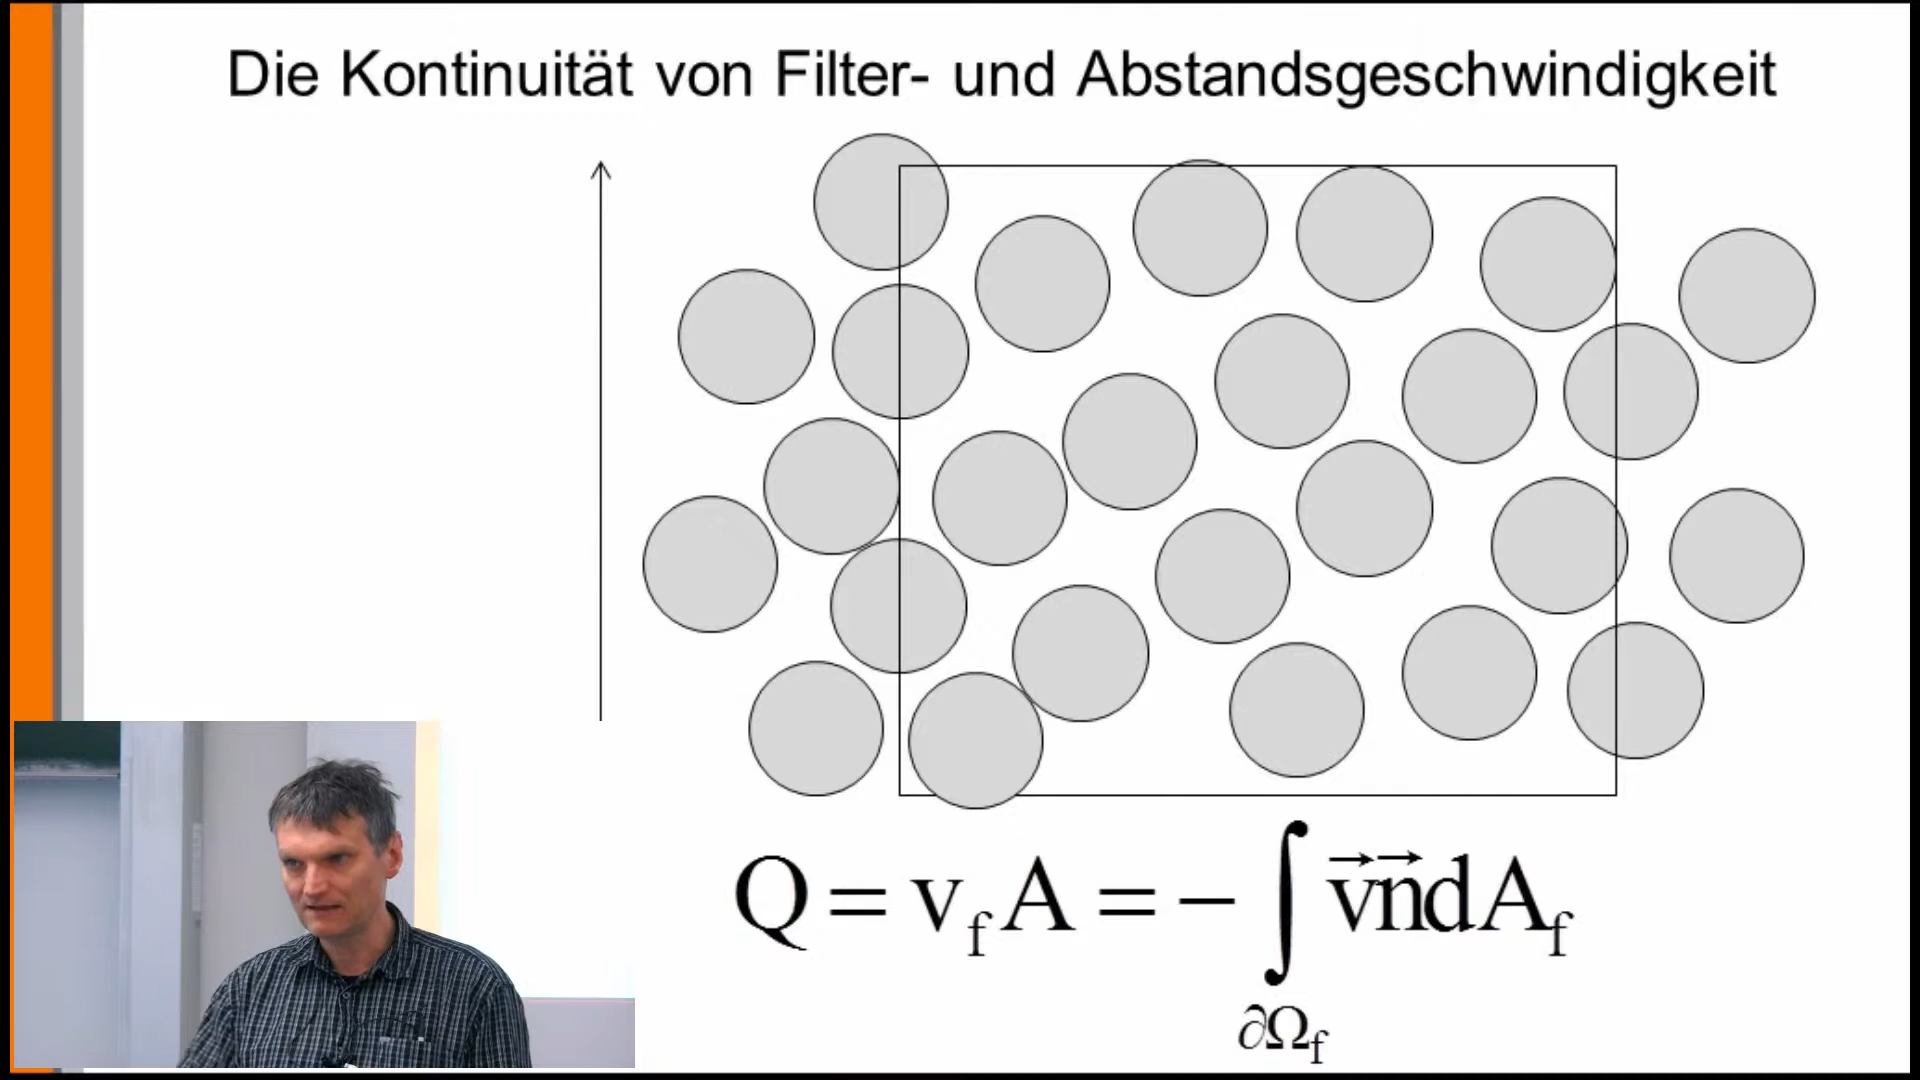 Die Kontinuität von Filter- und Abstandsgeschwindigkeit
Q = v_f A = − ∫_{∂Ω_f} v⃗n⃗dA_f